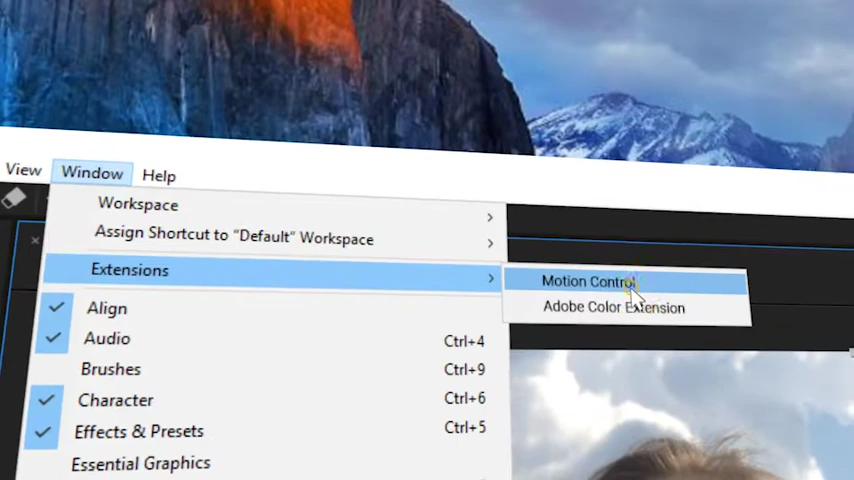 View Window Help
Workspace
Assign Shortcut to “Default” Workspace
Extensions
Motion Control
Adobe Color Extension
Align
Audio Ctrl+4
Brushes Ctrl+9
Character Ctrl+6
Effects & Presets Ctrl+5
Essential Graphics